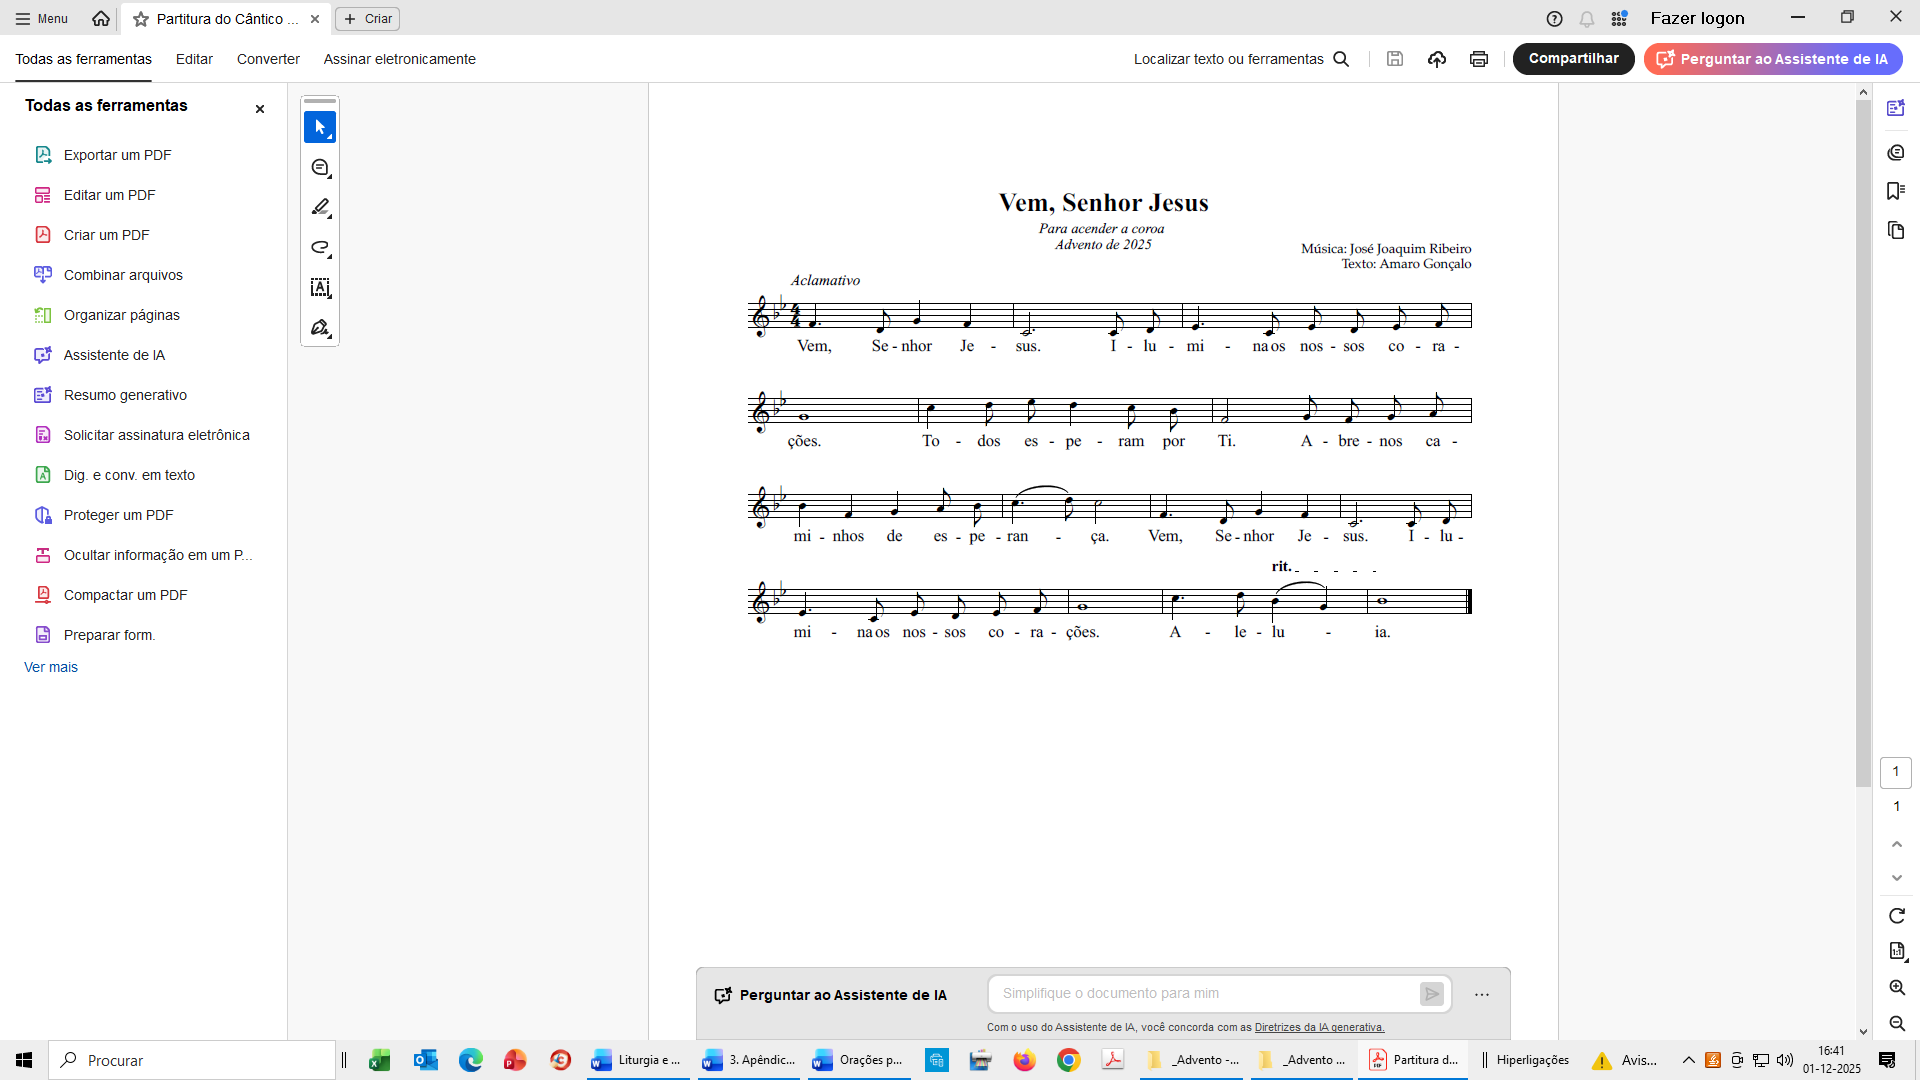 Menu
Partitura do Cântico ...
Criar
Fazer logon
Todas as ferramentas
Editar
Converter
Assinar eletronicamente
Localizar texto ou ferramentas
Compartilhar
Perguntar ao Assistente de IA
Todas as ferramentas
Exportar um PDF
Editar um PDF
Criar um PDF
Combinar arquivos
Organizar páginas
Assistente de IA
Resumo generativo
Solicitar assinatura eletrônica
Dig. e conv. em texto
Proteger um PDF
Ocultar informação em um P...
Compactar um PDF
Preparar form.
Ver mais
Vem, Senhor Jesus
Para acender a coroa
Advento de 2025
Música: José Joaquim Ribeiro
Texto: Amaro Gonçalo
Aclamativo
Vem, Se - nhor Je - sus. I - lu - mi - na os nos - sos co - ra -
ções. To - dos es - pe - ram por Ti. A - bre - nos ca -
mi - nhos de es - pe - ran - ça. Vem, Se - nhor Je - sus. I - lu -
rit.
mi - na os nos - sos co - ra - ções. A - le - lu - ia.
1
1
Perguntar ao Assistente de IA
Simplifique o documento para mim
Com o uso do Assistente de IA, você concorda com as Diretrizes da IA generativa.
Procurar
Liturgia e ...
3. Apêndic...
Orações p...
_Advento -...
_Advento ...
Partitura d...
Hiperligações
Avis...
16:41
01-12-2025